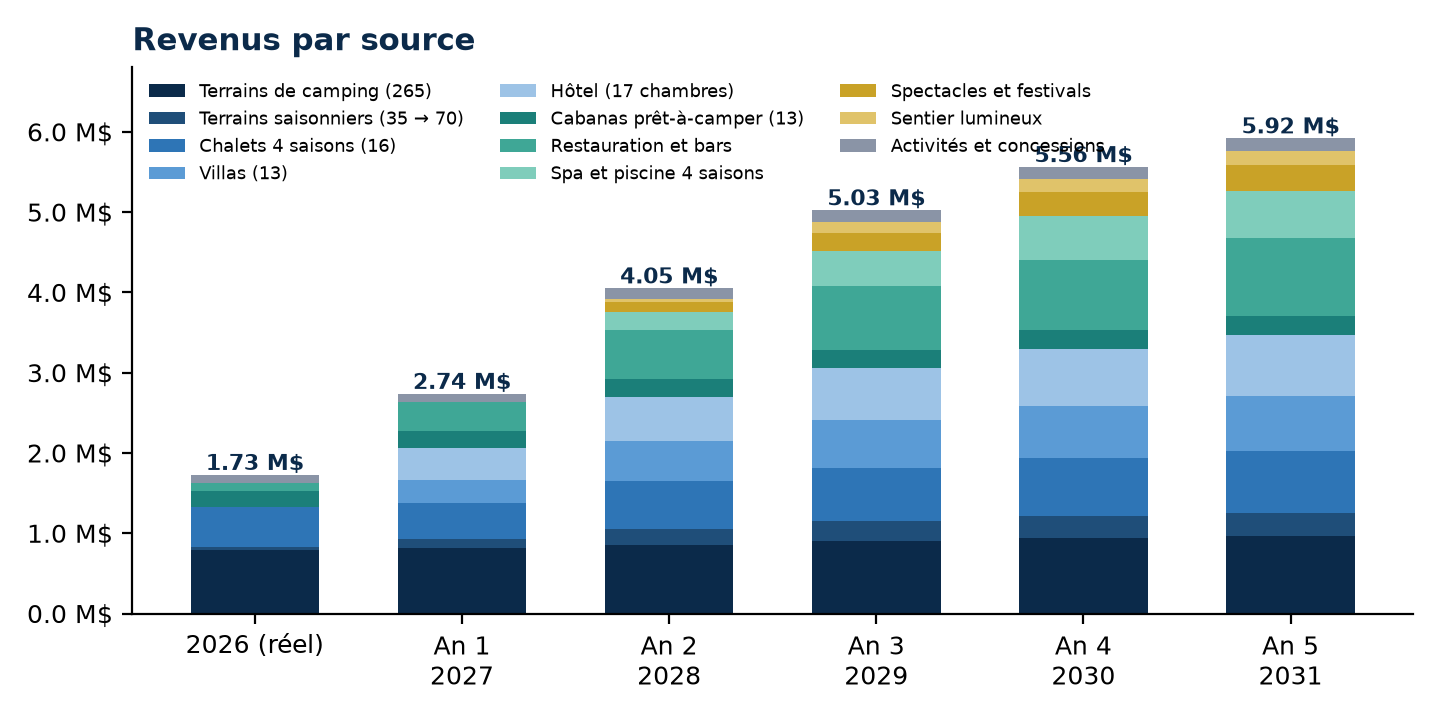 Revenus par source
Terrains de camping (265)
Terrains saisonniers (35 → 70)
Chalets 4 saisons (16)
Villas (13)
Hôtel (17 chambres)
Cabanas prêt-à-camper (13)
Restauration et bars
Spa et piscine 4 saisons
Spectacles et festivals
Sentier lumineux
Activités et concessions
6.0 M$
5.0 M$
4.0 M$
3.0 M$
2.0 M$
1.0 M$
0.0 M$
1.73 M$
2.74 M$
4.05 M$
5.03 M$
5.56 M$
5.92 M$
2026 (réel)
An 1
2027
An 2
2028
An 3
2029
An 4
2030
An 5
2031